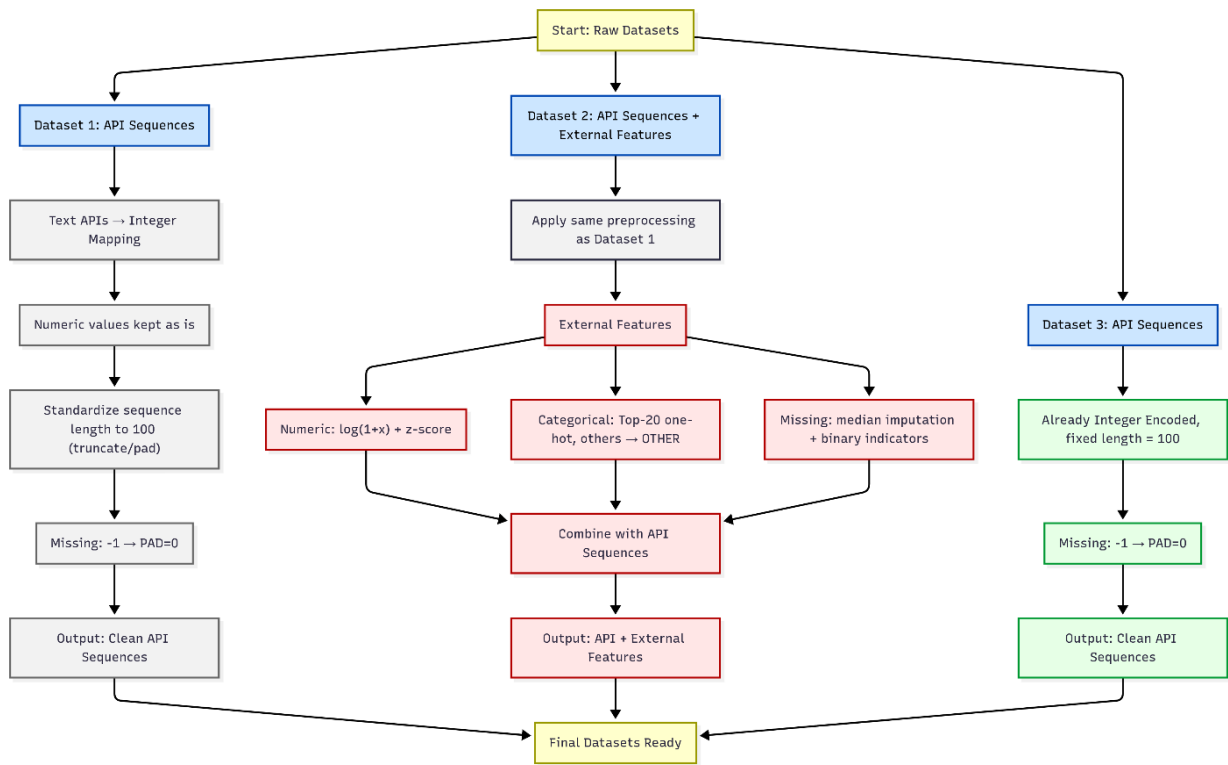 Start: Raw Datasets
Dataset 1: API Sequences
Dataset 2: API Sequences +
External Features
Text APIs → Integer
Mapping
Apply same preprocessing
as Dataset 1
Numeric values kept as is
External Features
Dataset 3: API Sequences
Standardize sequence
length to 100
(truncate/pad)
Numeric: log(1+x) + z-score
Categorical: Top-20 one-
hot, others → OTHER
Missing: median imputation
+ binary indicators
Already Integer Encoded,
fixed length = 100
Missing: -1 → PAD=0
Combine with API
Sequences
Missing: -1 → PAD=0
Output: Clean API
Sequences
Output: API + External
Features
Output: Clean API
Sequences
Final Datasets Ready